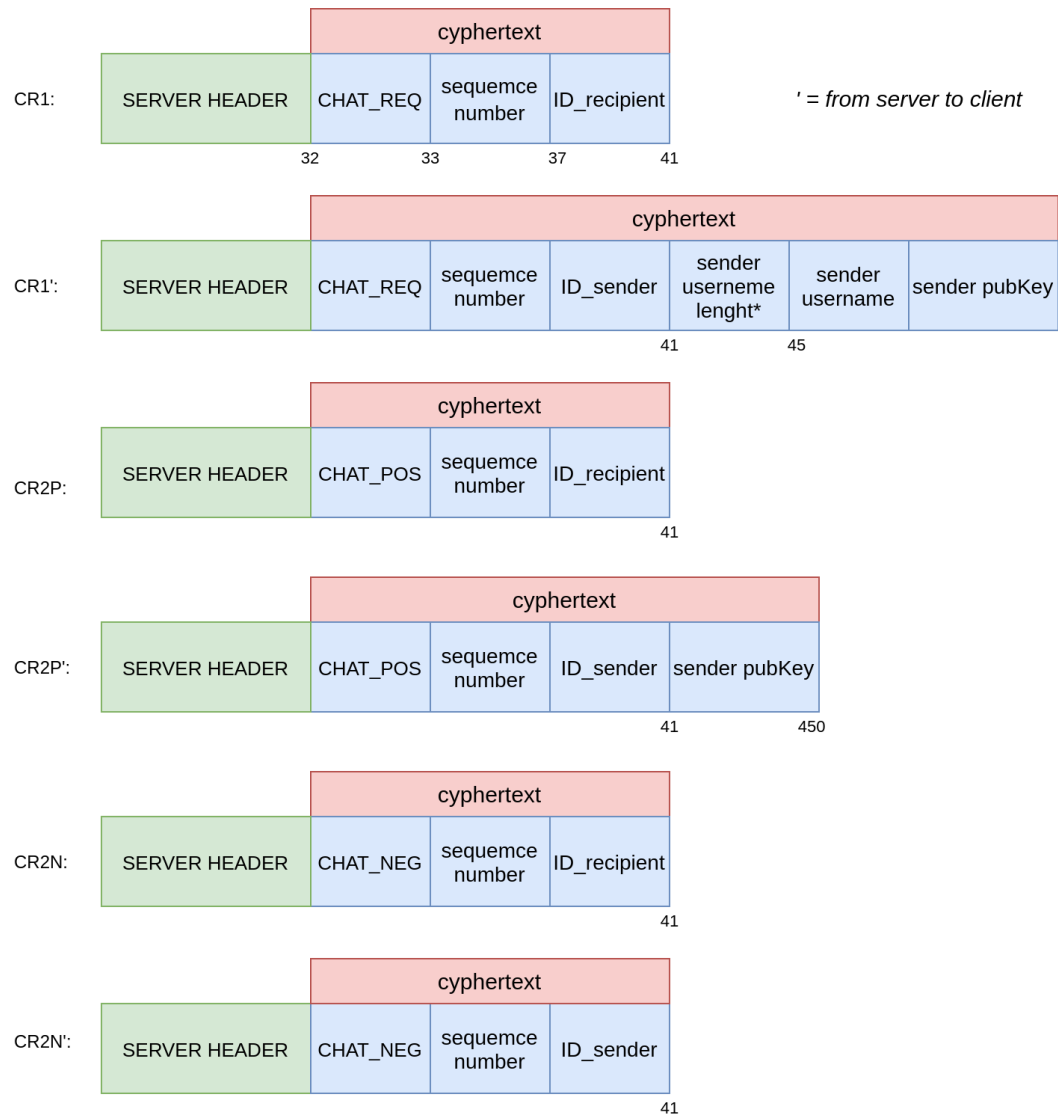 cyphertext
CR1:
SERVER HEADER
CHAT_REQ
sequemce
number
ID_recipient
' = from server to client
32
33
37
41
cyphertext
CR1':
SERVER HEADER
CHAT_REQ
sequemce
number
ID_sender
sender
userneme
lenght*
sender
username
sender pubKey
41
45
cyphertext
CR2P:
SERVER HEADER
CHAT_POS
sequemce
number
ID_recipient
41
cyphertext
CR2P':
SERVER HEADER
CHAT_POS
sequemce
number
ID_sender
sender pubKey
41
450
cyphertext
CR2N:
SERVER HEADER
CHAT_NEG
sequemce
number
ID_recipient
41
cyphertext
CR2N':
SERVER HEADER
CHAT_NEG
sequemce
number
ID_sender
41